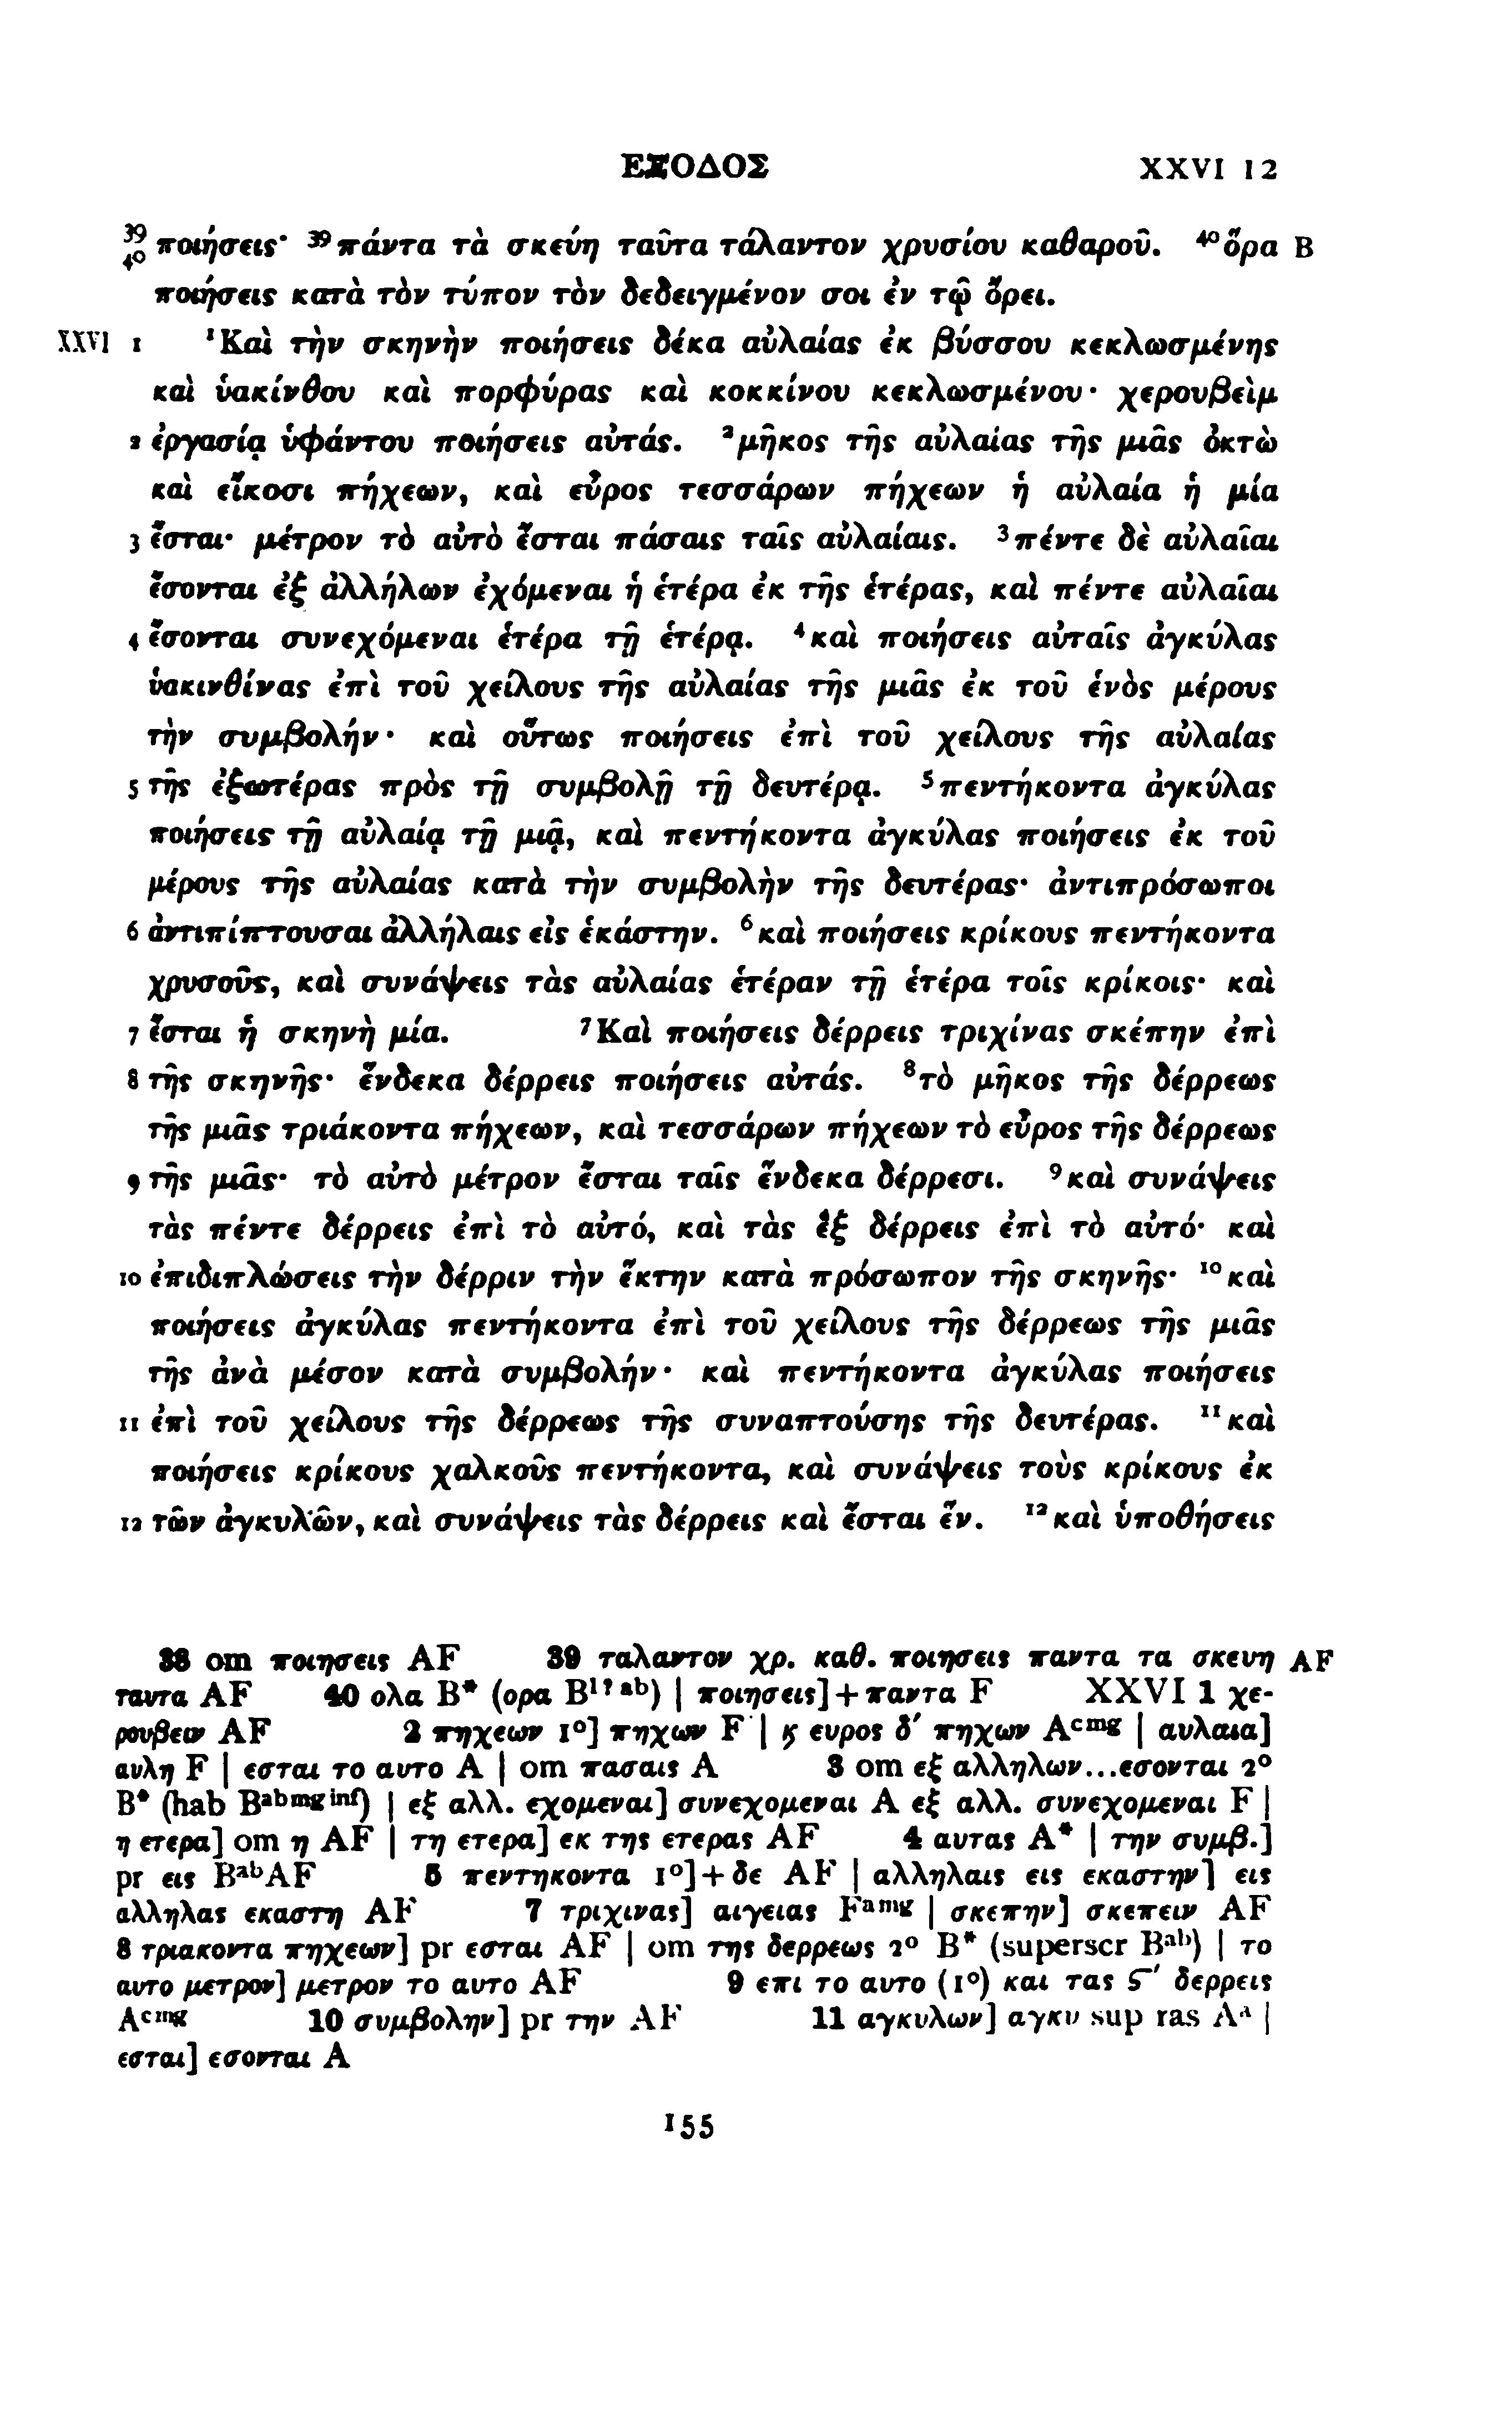 ΕΞΟΔΟΣ XXVI 12
39 40 ποιήσεις· ³⁹πάντα τὰ σκεύη ταῦτα τάλαντον χρυσίου καθαροῦ. ⁴⁰ὅρα B
ποιήσεις κατὰ τὸν τύπον τὸν δεδειγμένον σοι ἐν τῷ ὄρει.
XXVI 1 ¹Καὶ τὴν σκηνὴν ποιήσεις δέκα αὐλαίας ἐκ βύσσου κεκλωσμένης
καὶ ὑακίνθου καὶ πορφύρας καὶ κοκκίνου κεκλωσμένου· χερουβεὶμ
2 ἐργασίᾳ ὑφάντου ποιήσεις αὐτάς. ²μῆκος τῆς αὐλαίας τῆς μιᾶς ὀκτὼ
καὶ εἴκοσι πήχεων, καὶ εὖρος τεσσάρων πήχεων ἡ αὐλαία ἡ μία
3 ἔσται· μέτρον τὸ αὐτὸ ἔσται πάσαις ταῖς αὐλαίαις. ³πέντε δὲ αὐλαῖαι
ἔσονται ἐξ ἀλλήλων ἐχόμεναι ἡ ἑτέρα ἐκ τῆς ἑτέρας, καὶ πέντε αὐλαῖαι
4 ἔσονται συνεχόμεναι ἑτέρα τῇ ἑτέρᾳ. ⁴καὶ ποιήσεις αὐταῖς ἀγκύλας
ὑακινθίνας ἐπὶ τοῦ χείλους τῆς αὐλαίας τῆς μιᾶς ἐκ τοῦ ἑνὸς μέρους
τὴν συμβολήν· καὶ οὕτως ποιήσεις ἐπὶ τοῦ χείλους τῆς αὐλαίας
5 τῆς ἐξωτέρας πρὸς τῇ συμβολῇ τῇ δευτέρᾳ. ⁵πεντήκοντα ἀγκύλας
ποιήσεις τῇ αὐλαίᾳ τῇ μιᾷ, καὶ πεντήκοντα ἀγκύλας ποιήσεις ἐκ τοῦ
μέρους τῆς αὐλαίας κατὰ τὴν συμβολὴν τῆς δευτέρας· ἀντιπρόσωποι
6 ἀντιπίπτουσαι ἀλλήλαις εἰς ἑκάστην. ⁶καὶ ποιήσεις κρίκους πεντήκοντα
χρυσοῦς, καὶ συνάψεις τὰς αὐλαίας ἑτέραν τῇ ἑτέρα τοῖς κρίκοις· καὶ
7 ἔσται ἡ σκηνὴ μία. ⁷Καὶ ποιήσεις δέρρεις τριχίνας σκέπην ἐπὶ
8 τῆς σκηνῆς· ἕνδεκα δέρρεις ποιήσεις αὐτάς. ⁸τὸ μῆκος τῆς δέρρεως
τῆς μιᾶς τριάκοντα πήχεων, καὶ τεσσάρων πήχεων τὸ εὖρος τῆς δέρρεως
9 τῆς μιᾶς· τὸ αὐτὸ μέτρον ἔσται ταῖς ἕνδεκα δέρρεσι. ⁹καὶ συνάψεις
τὰς πέντε δέρρεις ἐπὶ τὸ αὐτό, καὶ τὰς ἓξ δέρρεις ἐπὶ τὸ αὐτό· καὶ
10 ἐπιδιπλώσεις τὴν δέρριν τὴν ἕκτην κατὰ πρόσωπον τῆς σκηνῆς· ¹⁰καὶ
ποιήσεις ἀγκύλας πεντήκοντα ἐπὶ τοῦ χείλους τῆς δέρρεως τῆς μιᾶς
τῆς ἀνὰ μέσον κατὰ συμβολήν· καὶ πεντήκοντα ἀγκύλας ποιήσεις
11 ἐπὶ τοῦ χείλους τῆς δέρρεως τῆς συναπτούσης τῆς δευτέρας. ¹¹καὶ
ποιήσεις κρίκους χαλκοῦς πεντήκοντα, καὶ συνάψεις τοὺς κρίκους ἐκ
12 τῶν ἀγκυλῶν, καὶ συνάψεις τὰς δέρρεις καὶ ἔσται ἕν. ¹²καὶ ὑποθήσεις
38 om ποιησεις AF 39 ταλαντον χρ. καθ. ποιησεις παντα τα σκευη AF
ταυτα AF 40 ολα B* (ορα B¹ᵎᵃᵇ) | ποιησεις]+παντα F XXVI 1 χε-
ρουβειν AF 2 πηχεων 1º] πηχων F | ϗ ευρος δ′ πηχων Aᶜᵐᵍ | αυλαια]
αυλη F | εσται το αυτο A | om πασαις A 3 om εξ αλληλων...εσονται 2º
B* (hab Bᵃᵇᵐᵍ ⁱⁿᶠ) | εξ αλλ. εχομεναι] συνεχομεναι A εξ αλλ. συνεχομεναι F |
η ετερα] om η AF | τη ετερα] εκ της ετερας AF 4 αυτας A* | την συμβ.]
pr εις BᵃᵇAF 5 πεντηκοντα 1º]+δε AF | αλληλαις εις εκαστην] εις
αλληλας εκαστη AF 7 τριχινας] αιγειας Fᵃᵐᵍ | σκεπην] σκεπειν AF
8 τριακοντα πηχεων] pr εσται AF | om της δερρεως 2º B* (superscr Bᵃᵇ) | το
αυτο μετρον] μετρον το αυτο AF 9 επι το αυτο (1º) και τας ϛ′ δερρεις
Aᶜᵐᵍ 10 συμβολην] pr την AF 11 αγκυλων] αγκυ sup ras Aᵃ |
εσται] εσονται A
155